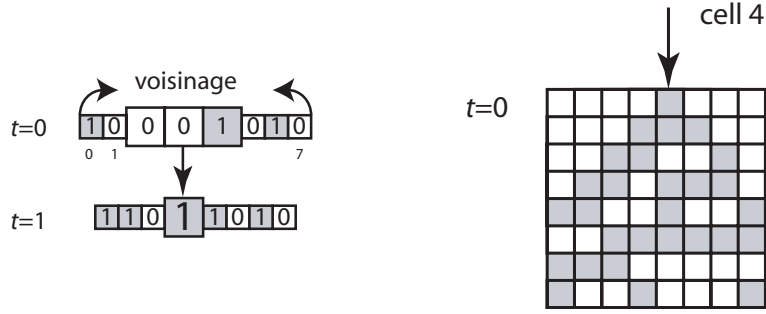 cell 4
voisinage
t=0
1 0 0 0 1 0 1 0
0 1 7
t=1
1 1 0 1 1 0 1 0
t=0